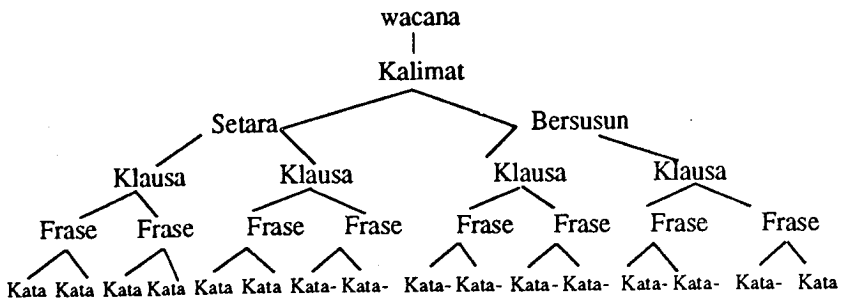 wacana
Kalimat
Setara Bersusun
Klausa Klausa Klausa Klausa
Frase Frase Frase Frase Frase Frase Frase Frase
Kata Kata Kata Kata Kata Kata Kata- Kata- Kata- Kata- Kata- Kata- Kata- Kata- Kata- Kata